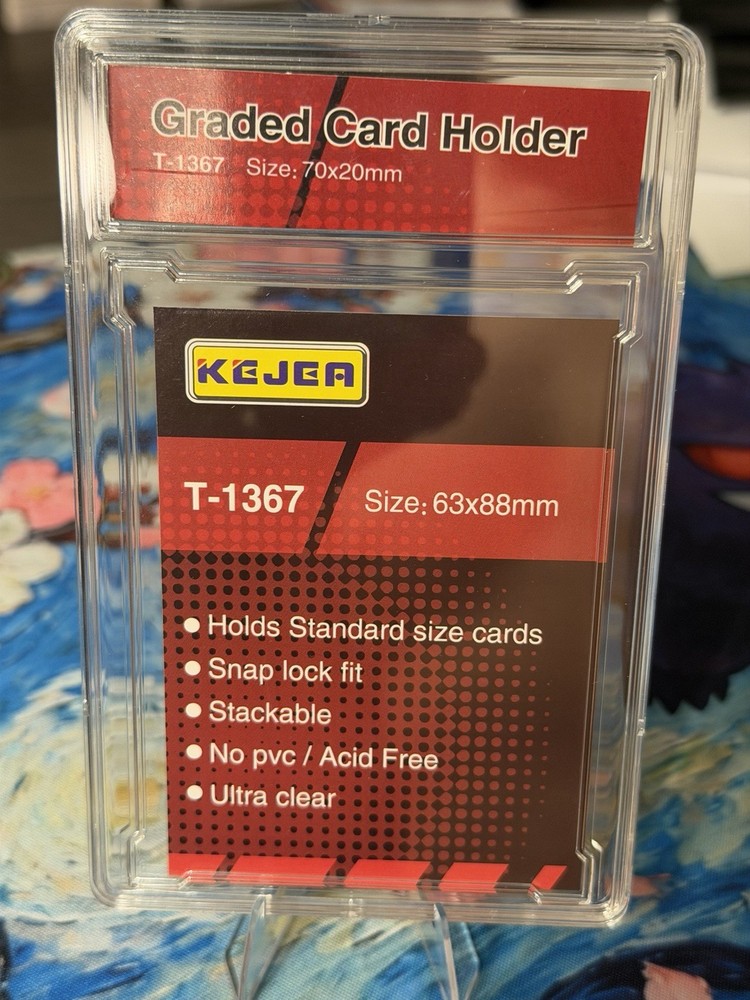 Graded Card Holder
T-1367 Size: 70x20mm
KEJEA
T-1367 Size: 63x88mm
● Holds Standard size cards
● Snap lock fit
● Stackable
● No pvc / Acid Free
● Ultra clear